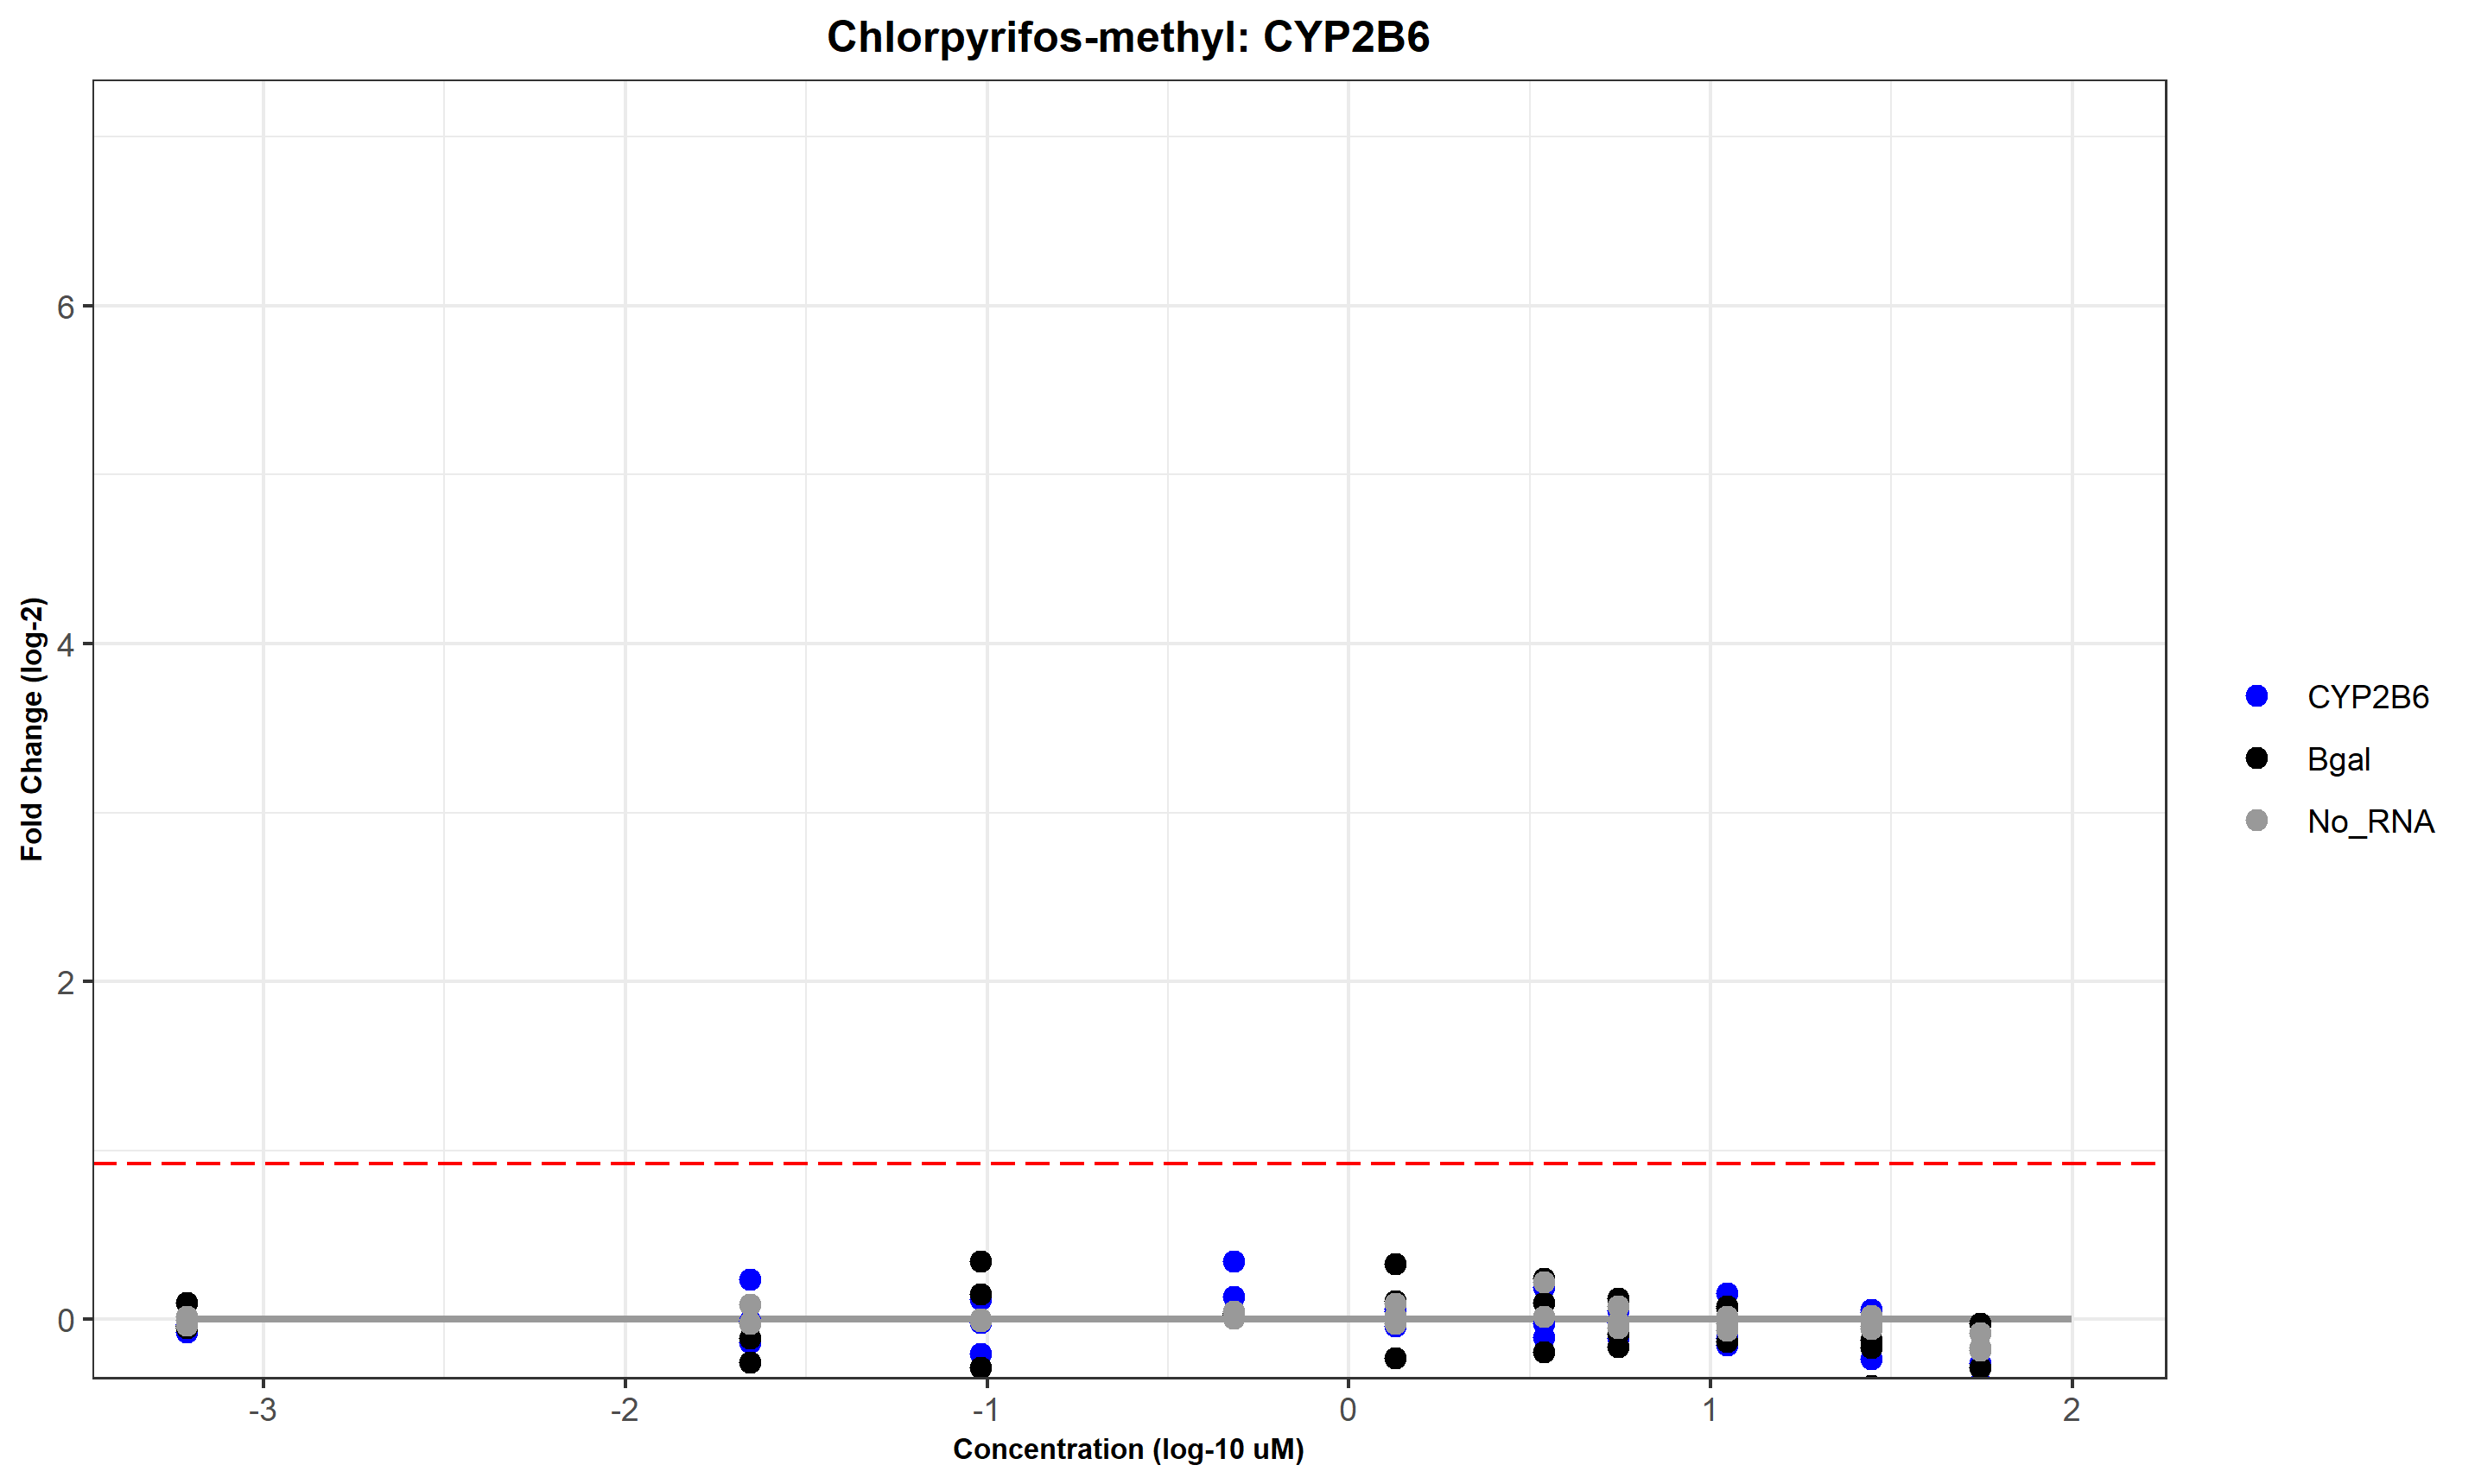 Chlorpyrifos-methyl: CYP2B6
Fold Change (log-2)
6
4
2
0
-3
-2
-1
0
1
2
Concentration (log-10 uM)
CYP2B6
Bgal
No_RNA